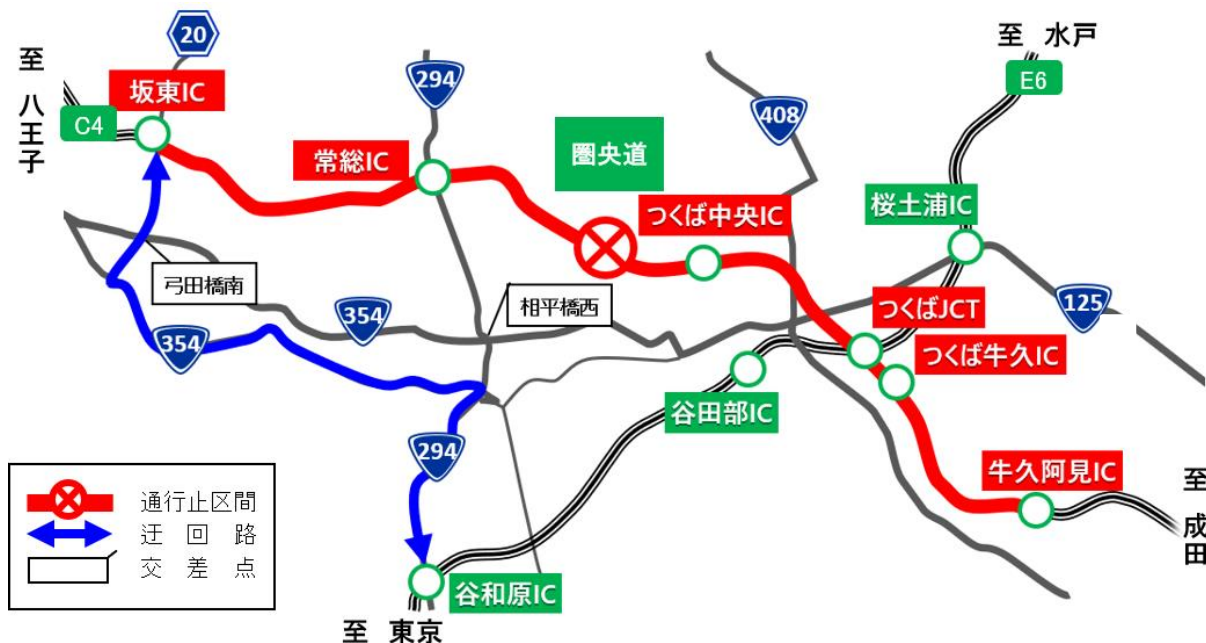 至 水戸
E6
20
至 八王子
坂東IC
294
C4
408
圏央道
常総IC
つくば中央IC
桜土浦IC
弓田橋南
相平橋西
354
125
354
つくばJCT
つくば牛久IC
谷田部IC
294
牛久阿見IC
至 成田
通行止区間
迂回路
交差点
谷和原IC
至 東京